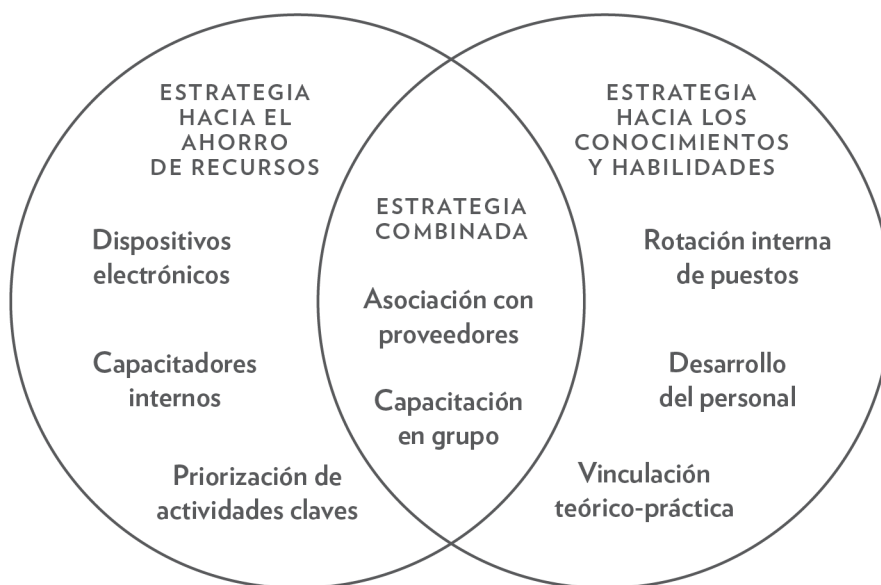 ESTRATEGIA
HACIA EL
AHORRO
DE RECURSOS
Dispositivos
electrónicos
Capacitadores
internos
Priorización de
actividades claves
ESTRATEGIA
COMBINADA
Asociación con
proveedores
Capacitación
en grupo
ESTRATEGIA
HACIA LOS
CONOCIMIENTOS
Y HABILIDADES
Rotación interna
de puestos
Desarrollo
del personal
Vinculación
teórico-práctica